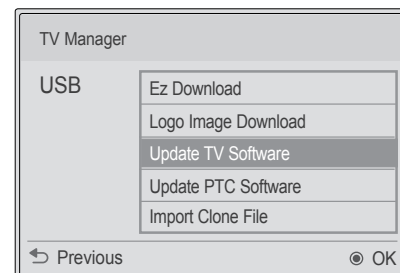 TV Manager
USB
Ez Download
Logo Image Download
Update TV Software
Update PTC Software
Import Clone File
Previous
OK